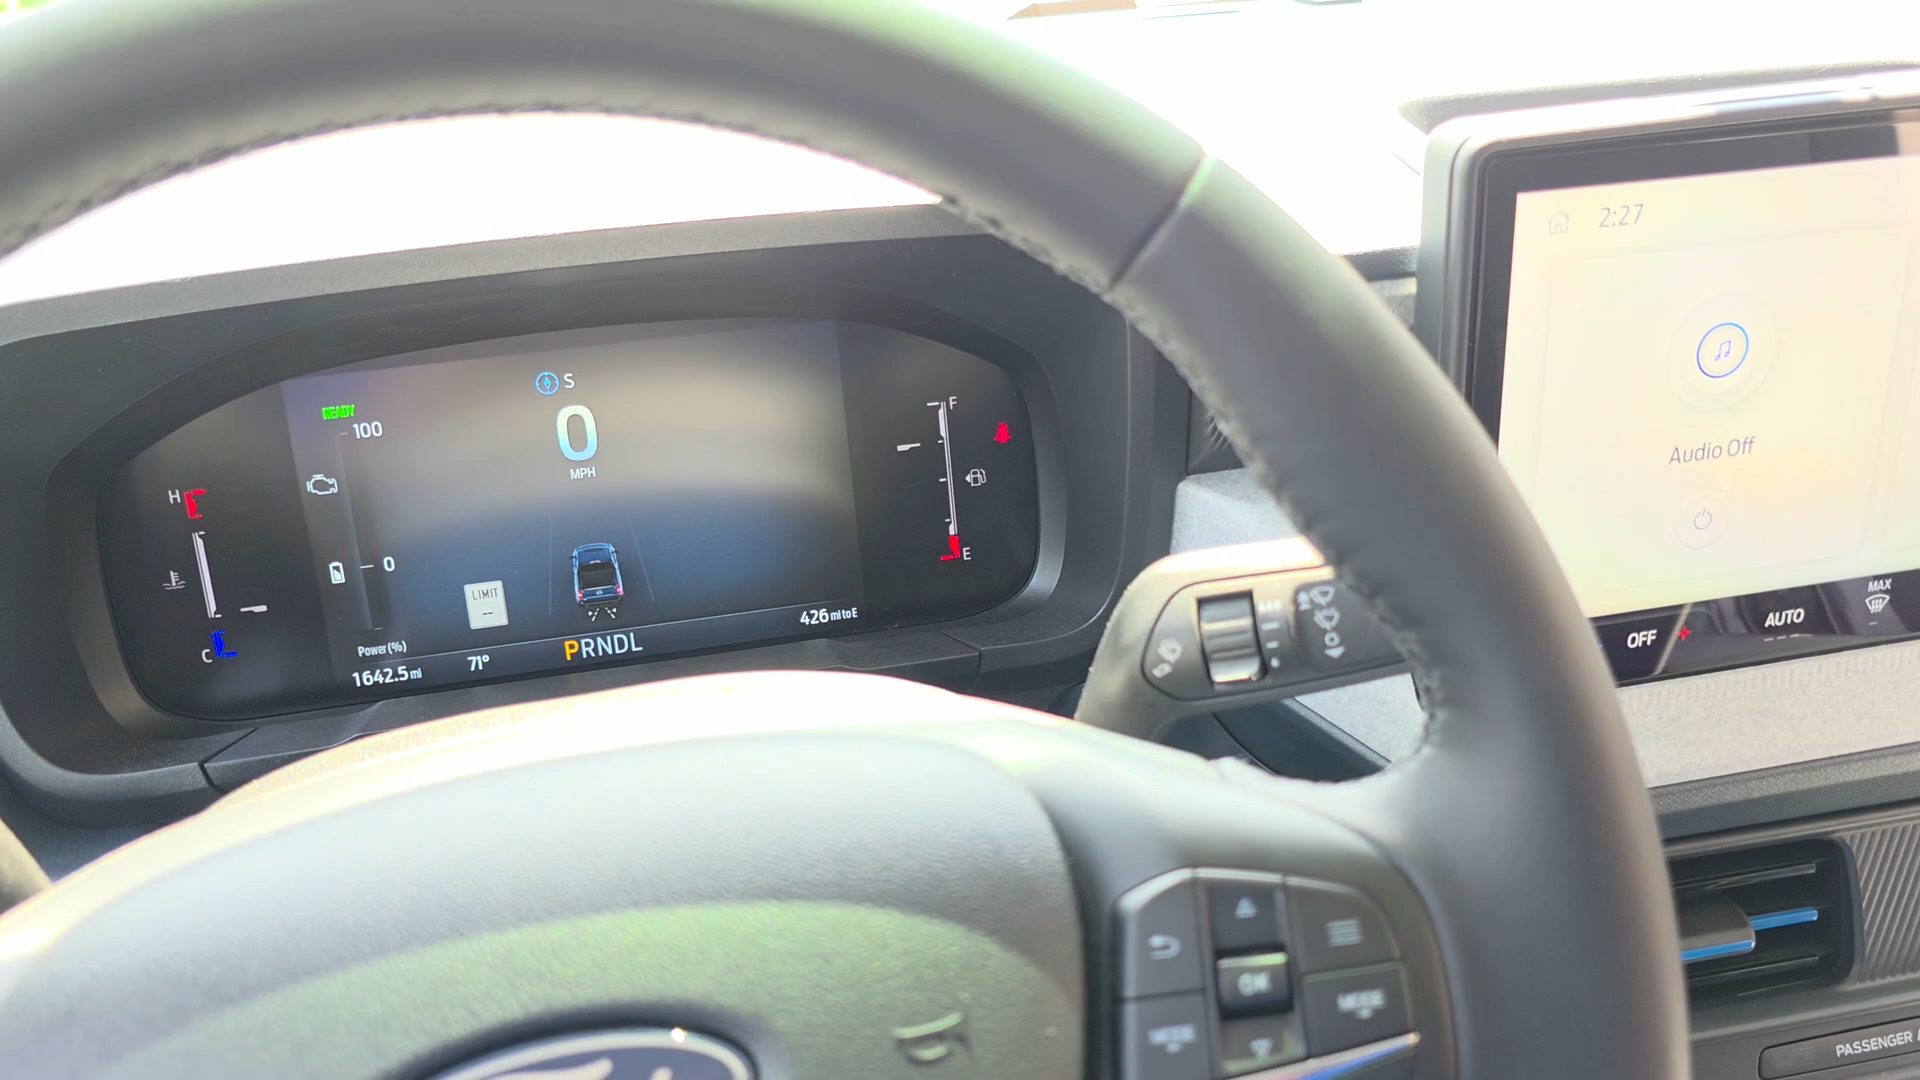 READY
100
S
0
MPH
H
C
0
LIMIT
--
Power (%)
1642.5 mi
71°
PRNDL
426 mi to E
F
E
2:27
Audio Off
OFF
AUTO
MAX
OK
MODE
MODE
PASSENGER